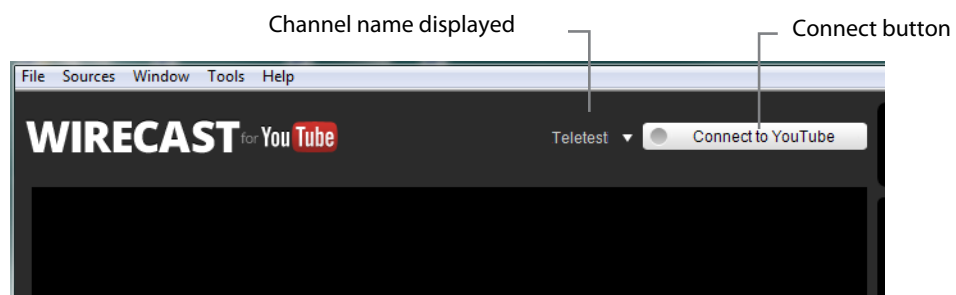 Channel name displayed
Connect button
File Sources Window Tools Help
WIRECAST for YouTube
Teletest
Connect to YouTube